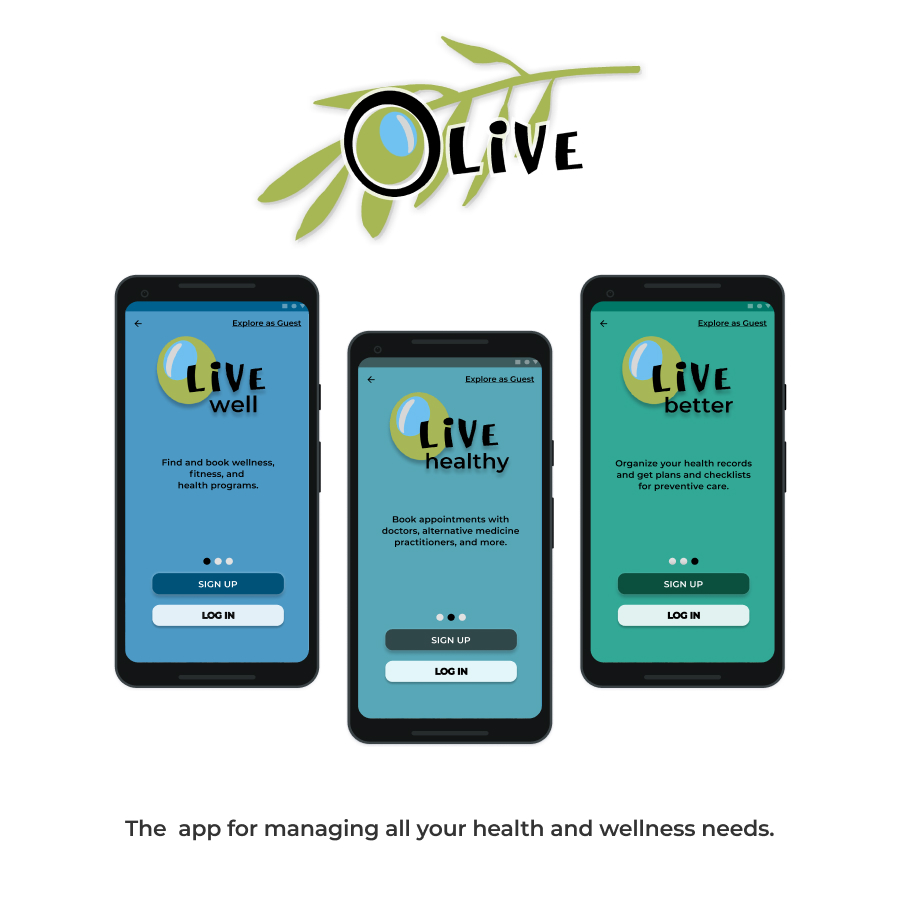 OLiVE
Explore as Guest
LiVE
well
Find and book wellness,
fitness, and
health programs.
SIGN UP
LOG IN
Explore as Guest
LiVE
healthy
Book appointments with
doctors, alternative medicine
practitioners, and more.
SIGN UP
LOG IN
Explore as Guest
LiVE
better
Organize your health records
and get plans and checklists
for preventive care.
SIGN UP
LOG IN
The  app for managing all your health and wellness needs.